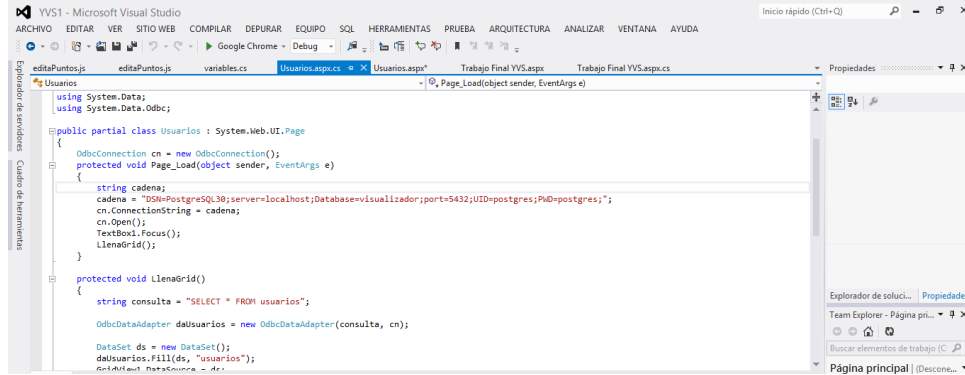 YVS1 - Microsoft Visual Studio
Inicio rápido (Ctrl+Q)
ARCHIVO EDITAR VER SITIO WEB COMPILAR DEPURAR EQUIPO SQL HERRAMIENTAS PRUEBA ARQUITECTURA ANALIZAR VENTANA AYUDA
Google Chrome Debug
Explorador de servidores
Cuadro de herramientas
editaPuntos.js editaPuntos.js variables.cs Usuarios.aspx.cs Usuarios.aspx* Trabajo Final YVS.aspx Trabajo Final YVS.aspx.cs
Usuarios Page_Load(object sender, EventArgs e)
using System.Data;
using System.Data.Odbc;
public partial class Usuarios : System.Web.UI.Page
{
OdbcConnection cn = new OdbcConnection();
protected void Page_Load(object sender, EventArgs e)
{
string cadena;
cadena = "DSN=PostgreSQL30;server=localhost;Database=visualizador;port=5432;UID=postgres;PWD=postgres;";
cn.ConnectionString = cadena;
cn.Open();
TextBox1.Focus();
LlenaGrid();
}
protected void LlenaGrid()
{
string consulta = "SELECT * FROM usuarios";
OdbcDataAdapter daUsuarios = new OdbcDataAdapter(consulta, cn);
DataSet ds = new DataSet();
daUsuarios.Fill(ds, "usuarios");
GridView1.DataSource = ds;
Propiedades
Explorador de soluci... Propiedade
Team Explorer - Página pri...
Buscar elementos de trabajo (C
Página principal | (Descone...